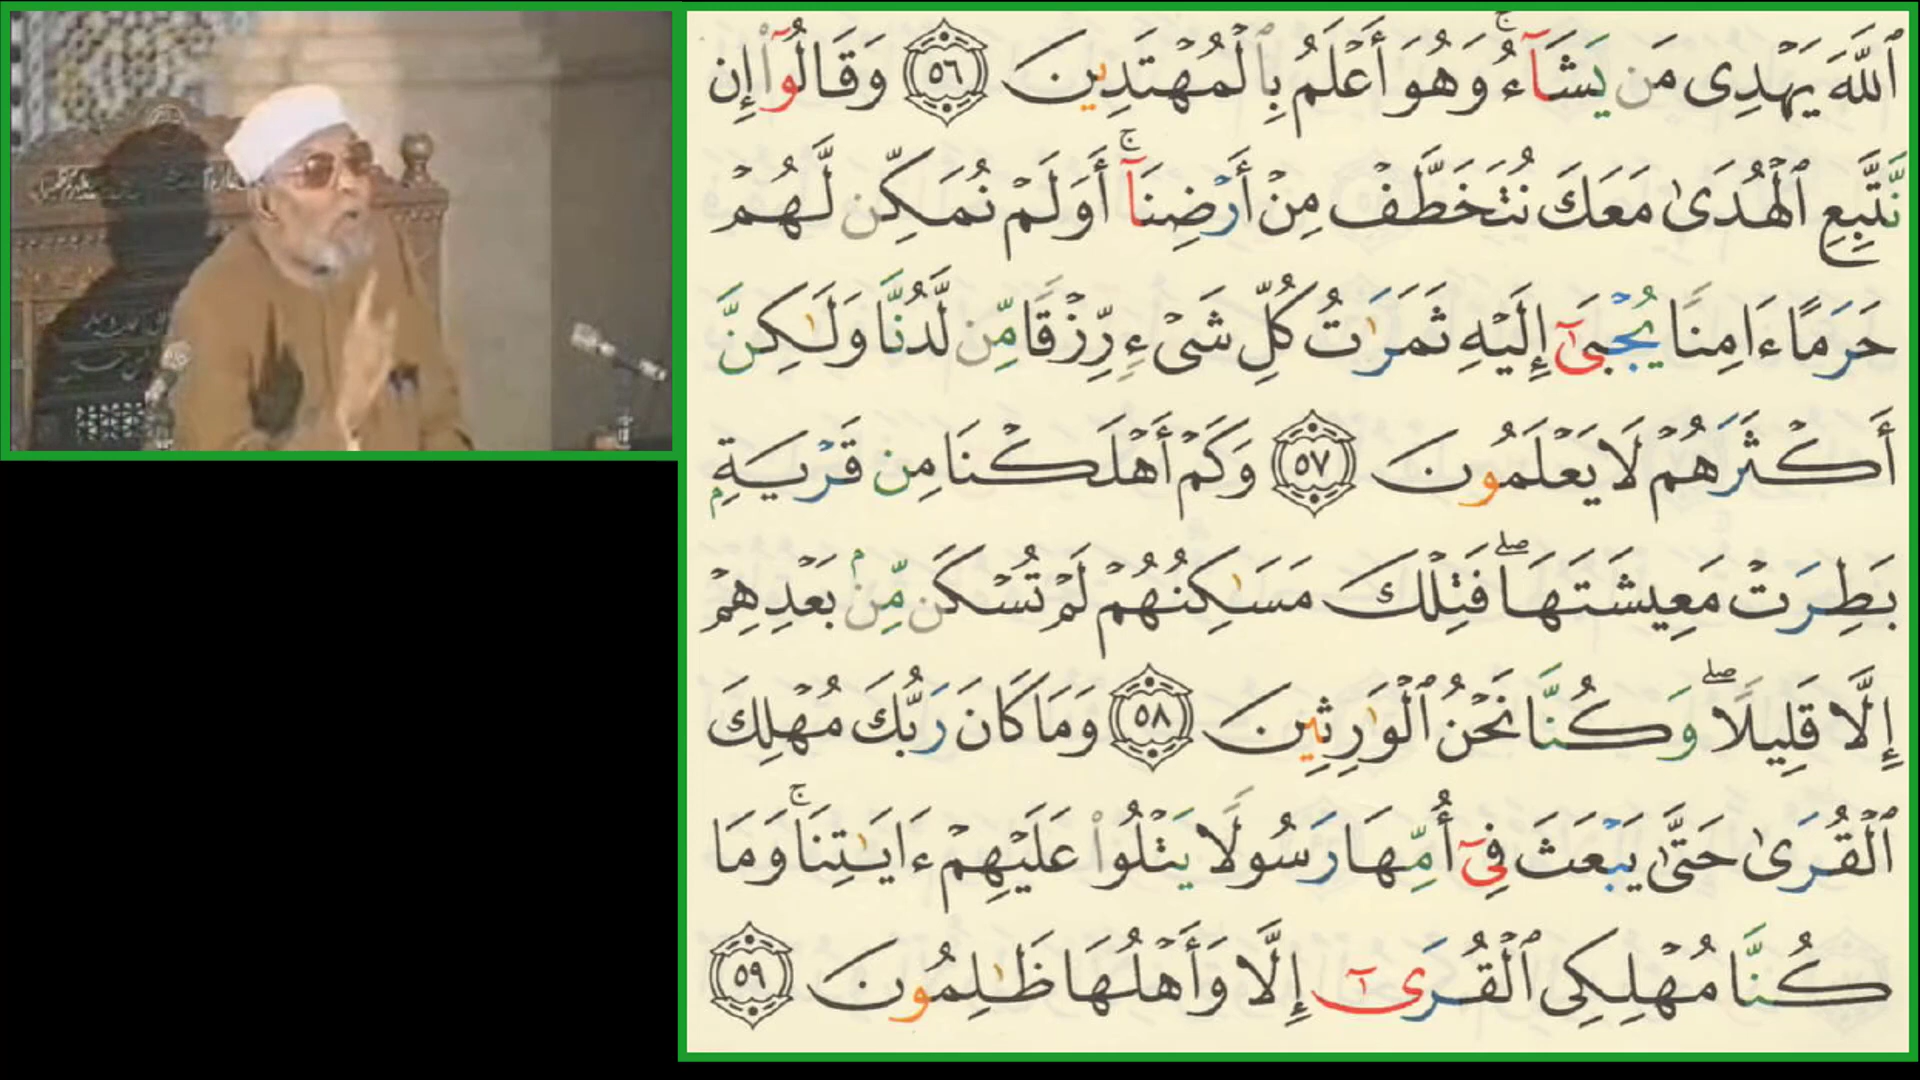 ٱللَّهَ يَهْدِى مَن يَشَآءُ ۚ وَهُوَ أَعْلَمُ بِٱلْمُهْتَدِينَ ٥٦ وَقَالُوٓا۟ إِن
نَّتَّبِعِ ٱلْهُدَىٰ مَعَكَ نُتَخَطَّفْ مِنْ أَرْضِنَآ ۚ أَوَلَمْ نُمَكِّن لَّهُمْ
حَرَمًا ءَامِنًا يُجْبَىٰٓ إِلَيْهِ ثَمَرَٰتُ كُلِّ شَىْءٍ رِّزْقًا مِّن لَّدُنَّا وَلَـٰكِنَّ
أَكْثَرَهُمْ لَا يَعْلَمُونَ ٥٧ وَكَمْ أَهْلَكْنَا مِن قَرْيَةٍۭ
بَطِرَتْ مَعِيشَتَهَا ۖ فَتِلْكَ مَسَـٰكِنُهُمْ لَمْ تُسْكَن مِّنۢ بَعْدِهِمْ
إِلَّا قَلِيلًا ۖ وَكُنَّا نَحْنُ ٱلْوَٰرِثِينَ ٥٨ وَمَا كَانَ رَبُّكَ مُهْلِكَ
ٱلْقُرَىٰ حَتَّىٰ يَبْعَثَ فِىٓ أُمِّهَا رَسُولًا يَتْلُوا۟ عَلَيْهِمْ ءَايَـٰتِنَا ۚ وَمَا
كُنَّا مُهْلِكِى ٱلْقُرَىٰٓ إِلَّا وَأَهْلُهَا ظَـٰلِمُونَ ٥٩